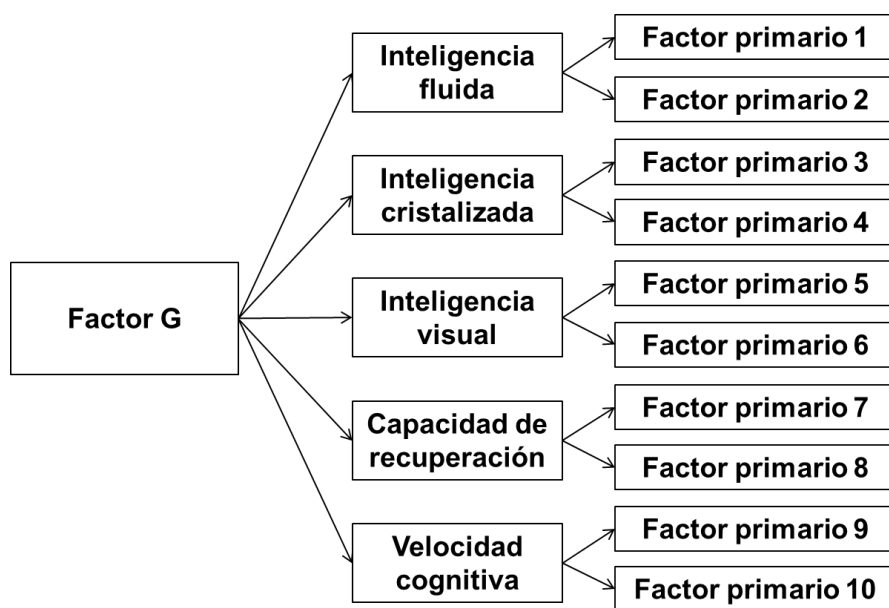 Factor G
Inteligencia
fluida
Inteligencia
cristalizada
Inteligencia
visual
Capacidad de
recuperación
Velocidad
cognitiva
Factor primario 1
Factor primario 2
Factor primario 3
Factor primario 4
Factor primario 5
Factor primario 6
Factor primario 7
Factor primario 8
Factor primario 9
Factor primario 10